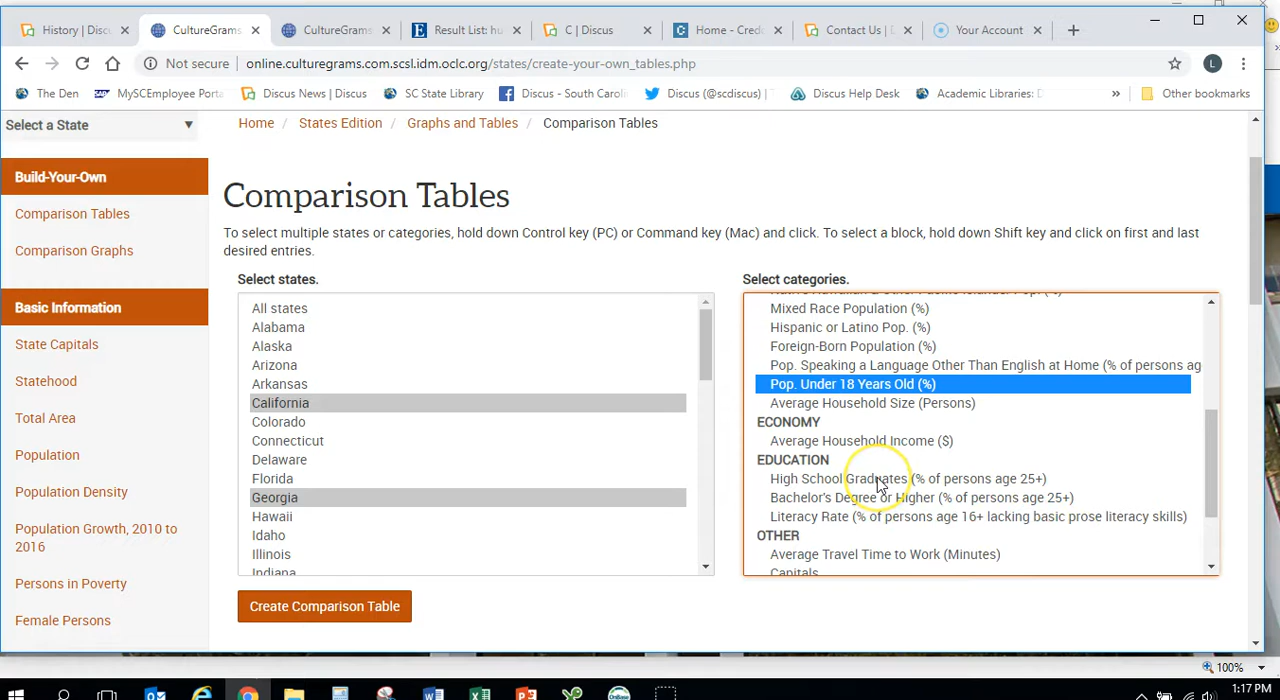 History | Disc
CultureGrams
CultureGrams
Result List: hu
C | Discus
Home - Cred
Contact Us | D
Your Account
Not secure
online.culturegrams.com.scsl.idm.oclc.org/states/create-your-own_tables.php
L
The Den
MySCEmployee Porta
Discus News | Discus
SC State Library
Discus - South Caroli
Discus (@scdiscus) | T
Discus Help Desk
Academic Libraries: D
»
Other bookmarks
Select a State
Home / States Edition / Graphs and Tables / Comparison Tables
Build-Your-Own
Comparison Tables
Comparison Graphs
Basic Information
State Capitals
Statehood
Total Area
Population
Population Density
Population Growth, 2010 to
2016
Persons in Poverty
Female Persons
Comparison Tables
To select multiple states or categories, hold down Control key (PC) or Command key (Mac) and click. To select a block, hold down Shift key and click on first and last
desired entries.
Select states.
All states
Alabama
Alaska
Arizona
Arkansas
California
Colorado
Connecticut
Delaware
Florida
Georgia
Hawaii
Idaho
Illinois
Indiana
Create Comparison Table
Select categories.
Mixed Race Population (%)
Hispanic or Latino Pop. (%)
Foreign-Born Population (%)
Pop. Speaking a Language Other Than English at Home (% of persons ag
Pop. Under 18 Years Old (%)
Average Household Size (Persons)
ECONOMY
Average Household Income ($)
EDUCATION
High School Graduates (% of persons age 25+)
Bachelor's Degree or Higher (% of persons age 25+)
Literacy Rate (% of persons age 16+ lacking basic prose literacy skills)
OTHER
Average Travel Time to Work (Minutes)
Capitals
100%
1:17 PM